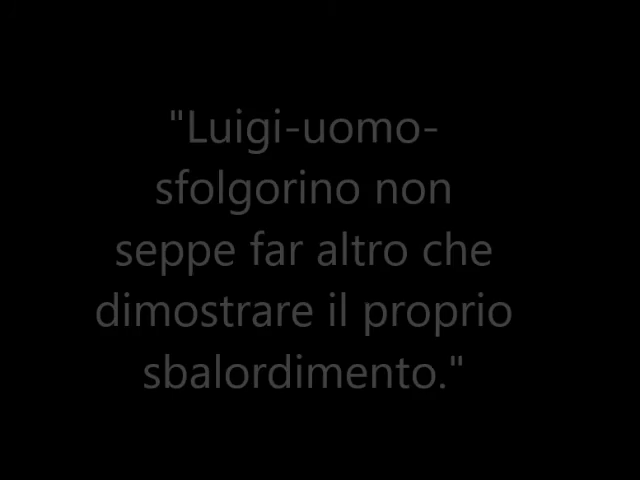 "Luigi-uomo-
sfolgorino non
seppe far altro che
dimostrare il proprio
sbalordimento."